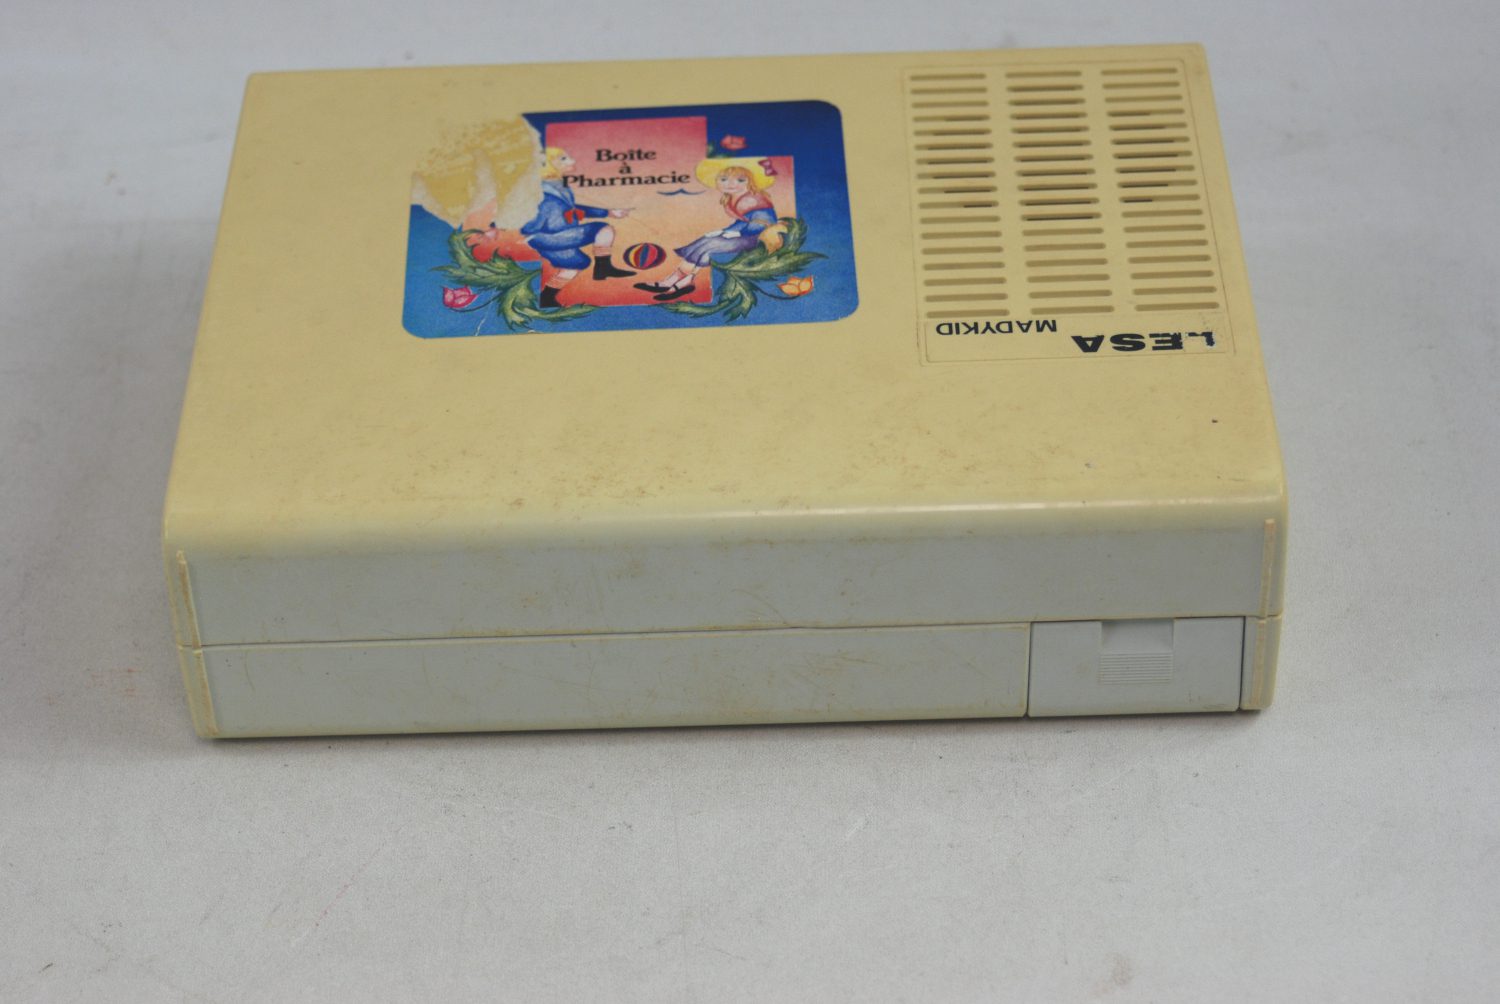 Boîte
à
Pharmacie
LESA
MADYKID